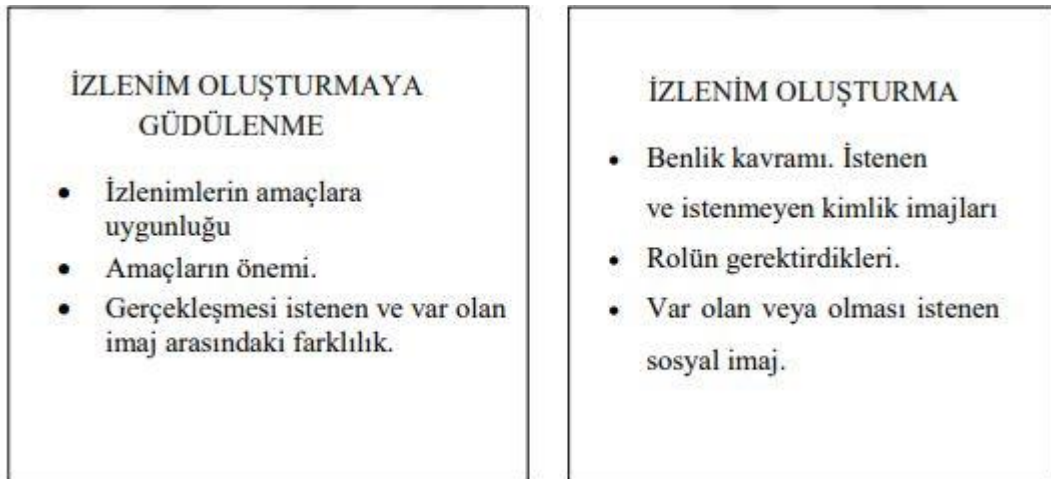 İZLENİM OLUŞTURMAYA
GÜDÜLENME
• İzlenimlerin amaçlara
uygunluğu
• Amaçların önemi.
• Gerçekleşmesi istenen ve var olan
imaj arasındaki farklılık.
İZLENİM OLUŞTURMA
• Benlik kavramı. İstenen
ve istenmeyen kimlik imajları
• Rolün gerektirdikleri.
• Var olan veya olması istenen
sosyal imaj.